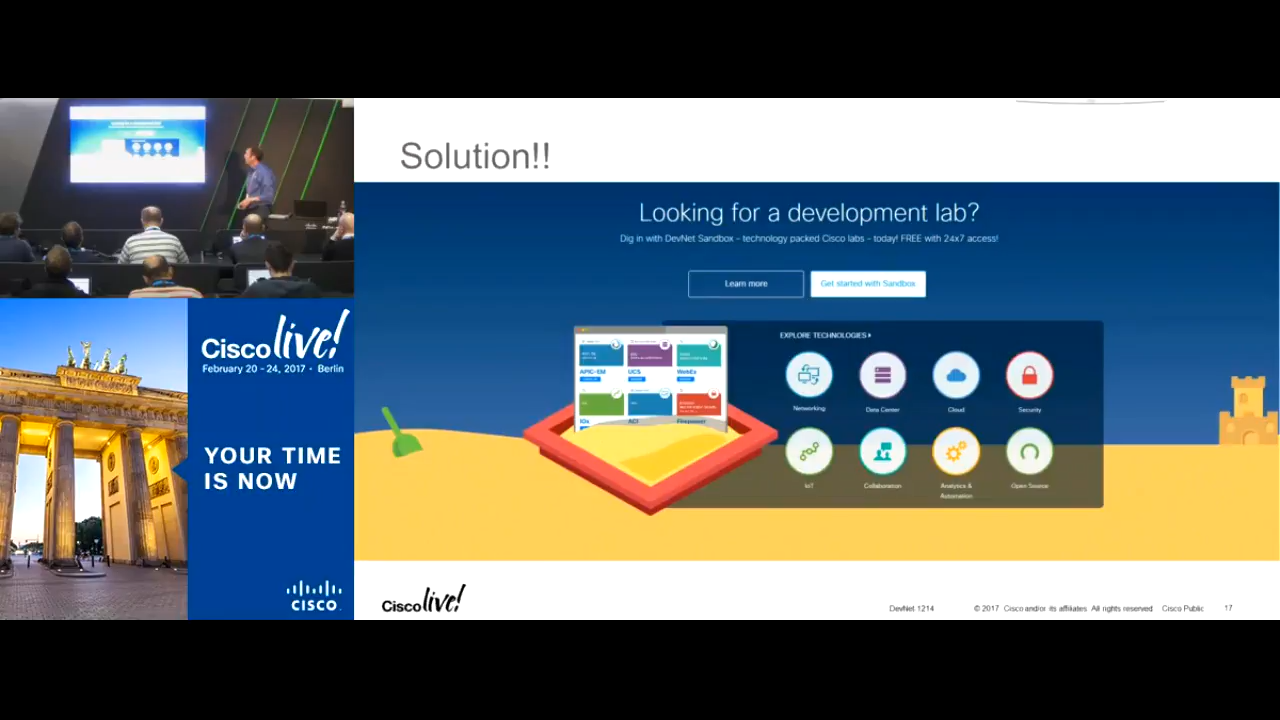 Solution!!
Looking for a development lab?
Dig in with DevNet Sandbox – technology packed Cisco labs – today! FREE with 24x7 access!
Learn more
Get started with Sandbox
EXPLORE TECHNOLOGIES
APIC-EM
UCS
WebEx
IOx
ACI
Firepower
Networking
Data Center
Cloud
Security
IoT
Collaboration
Analytics &
Automation
Open Source
Cisco live!
February 20 - 24, 2017 • Berlin
YOUR TIME
IS NOW
CISCO
Cisco live!
DevNet 1214
© 2017 Cisco and/or its affiliates. All rights reserved. Cisco Public
17